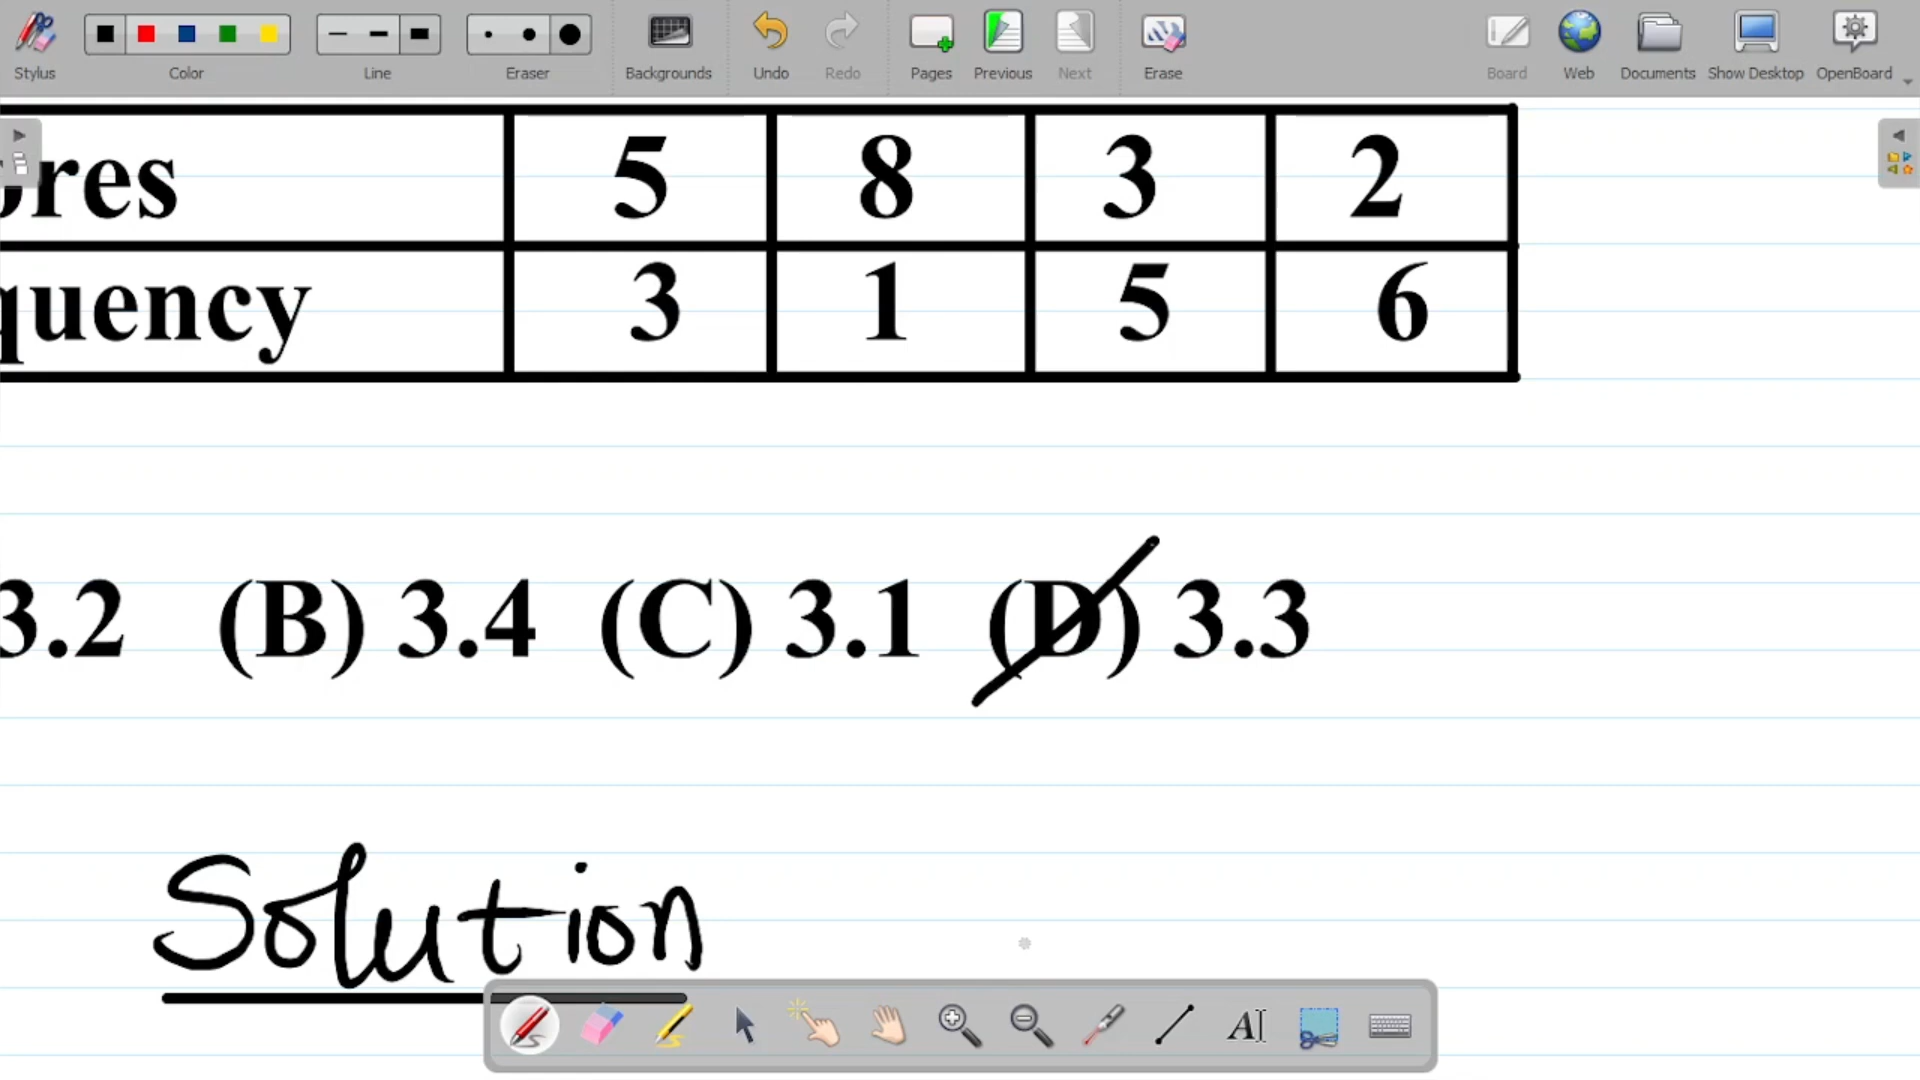 Stylus Color Line Eraser Backgrounds Undo Redo Pages Previous Next Erase Board Web Documents Show Desktop OpenBoard
ores 5 8 3 2
quency 3 1 5 6
3.2 (B) 3.4 (C) 3.1 (D) 3.3
Solution